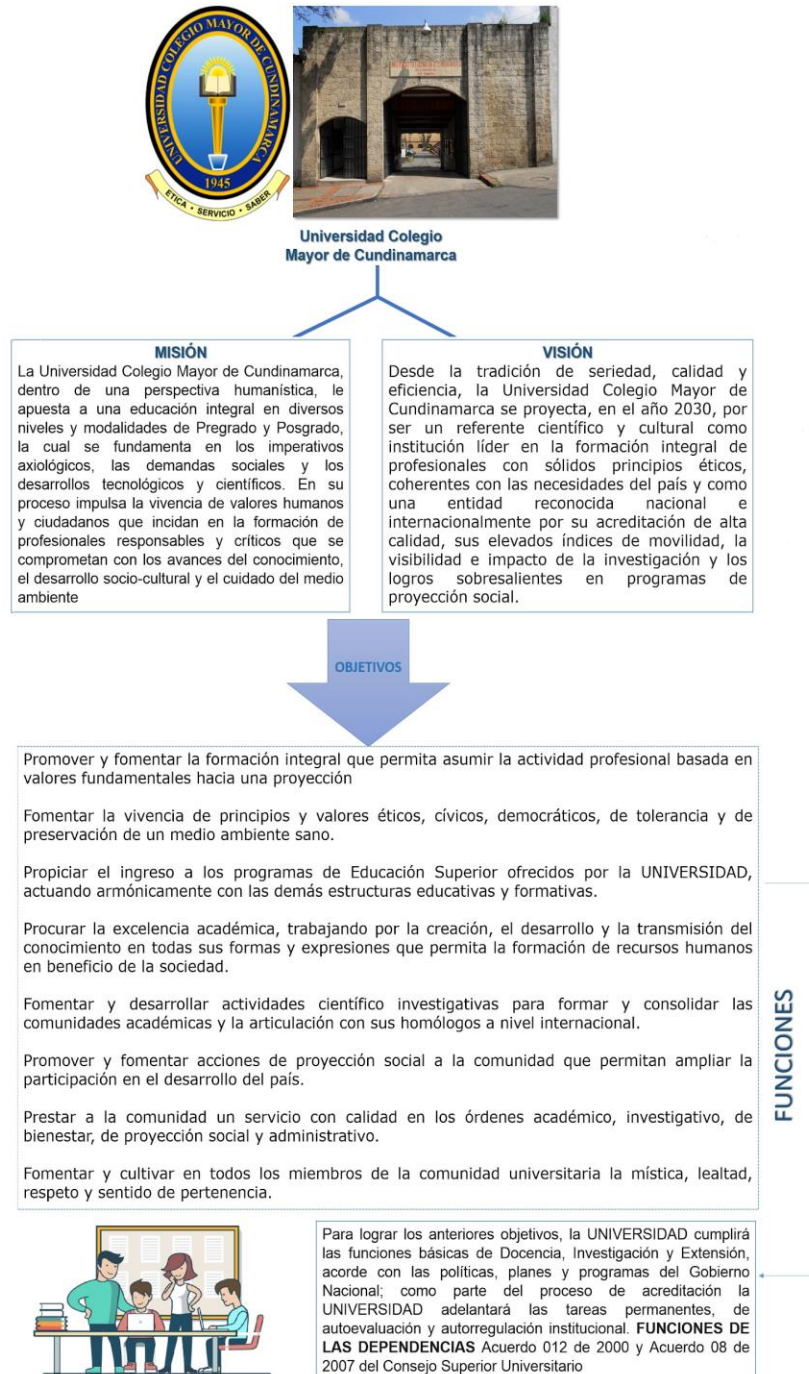 UNIVERSIDAD COLEGIO MAYOR DE CUNDINAMARCA
1945
ETICA • SERVICIO • SABER
Universidad Colegio
Mayor de Cundinamarca
MISIÓN
La Universidad Colegio Mayor de Cundinamarca,
dentro de una perspectiva humanística, le
apuesta a una educación integral en diversos
niveles y modalidades de Pregrado y Posgrado,
la cual se fundamenta en los imperativos
axiológicos, las demandas sociales y los
desarrollos tecnológicos y científicos. En su
proceso impulsa la vivencia de valores humanos
y ciudadanos que incidan en la formación de
profesionales responsables y críticos que se
comprometan con los avances del conocimiento,
el desarrollo socio-cultural y el cuidado del medio
ambiente
VISIÓN
Desde la tradición de seriedad, calidad y
eficiencia, la Universidad Colegio Mayor de
Cundinamarca se proyecta, en el año 2030, por
ser un referente científico y cultural como
institución líder en la formación integral de
profesionales con sólidos principios éticos,
coherentes con las necesidades del país y como
una entidad reconocida nacional e
internacionalmente por su acreditación de alta
calidad, sus elevados índices de movilidad, la
visibilidad e impacto de la investigación y los
logros sobresalientes en programas de
proyección social.
OBJETIVOS
Promover y fomentar la formación integral que permita asumir la actividad profesional basada en
valores fundamentales hacia una proyección
Fomentar la vivencia de principios y valores éticos, cívicos, democráticos, de tolerancia y de
preservación de un medio ambiente sano.
Propiciar el ingreso a los programas de Educación Superior ofrecidos por la UNIVERSIDAD,
actuando armónicamente con las demás estructuras educativas y formativas.
Procurar la excelencia académica, trabajando por la creación, el desarrollo y la transmisión del
conocimiento en todas sus formas y expresiones que permita la formación de recursos humanos
en beneficio de la sociedad.
Fomentar y desarrollar actividades científico investigativas para formar y consolidar las
comunidades académicas y la articulación con sus homólogos a nivel internacional.
Promover y fomentar acciones de proyección social a la comunidad que permitan ampliar la
participación en el desarrollo del país.
Prestar a la comunidad un servicio con calidad en los órdenes académico, investigativo, de
bienestar, de proyección social y administrativo.
Fomentar y cultivar en todos los miembros de la comunidad universitaria la mística, lealtad,
respeto y sentido de pertenencia.
FUNCIONES
Para lograr los anteriores objetivos, la UNIVERSIDAD cumplirá
las funciones básicas de Docencia, Investigación y Extensión,
acorde con las políticas, planes y programas del Gobierno
Nacional; como parte del proceso de acreditación la
UNIVERSIDAD adelantará las tareas permanentes, de
autoevaluación y autorregulación institucional. FUNCIONES DE
LAS DEPENDENCIAS Acuerdo 012 de 2000 y Acuerdo 08 de
2007 del Consejo Superior Universitario